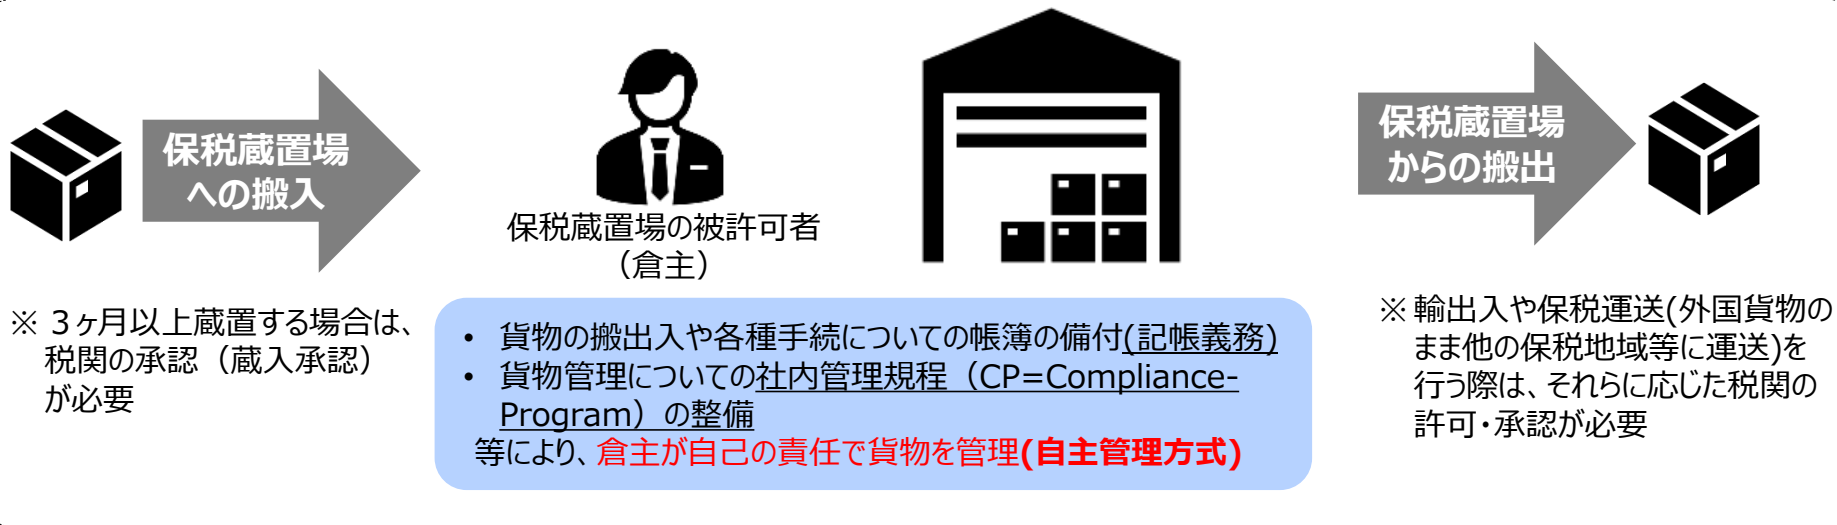 保税蔵置場
への搬入
保税蔵置場の被許可者
（倉主）
保税蔵置場
からの搬出
※ ３ヶ月以上蔵置する場合は、
税関の承認（蔵入承認）
が必要
• 貨物の搬出入や各種手続についての帳簿の備付(記帳義務)
• 貨物管理についての社内管理規程（CP=Compliance-
Program）の整備
等により、倉主が自己の責任で貨物を管理(自主管理方式)
※ 輸出入や保税運送(外国貨物の
まま他の保税地域等に運送)を
行う際は、それらに応じた税関の
許可・承認が必要